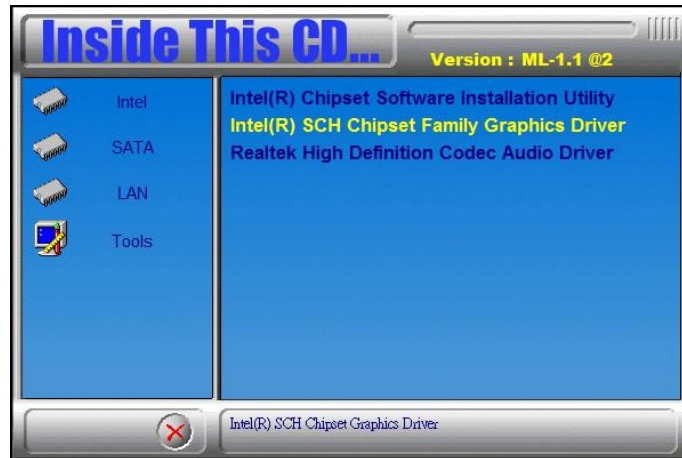 Inside This CD...
Version : ML-1.1 @2
Intel
SATA
LAN
Tools
Intel(R) Chipset Software Installation Utility
Intel(R) SCH Chipset Family Graphics Driver
Realtek High Definition Codec Audio Driver
Intel(R) SCH Chipset Graphics Driver